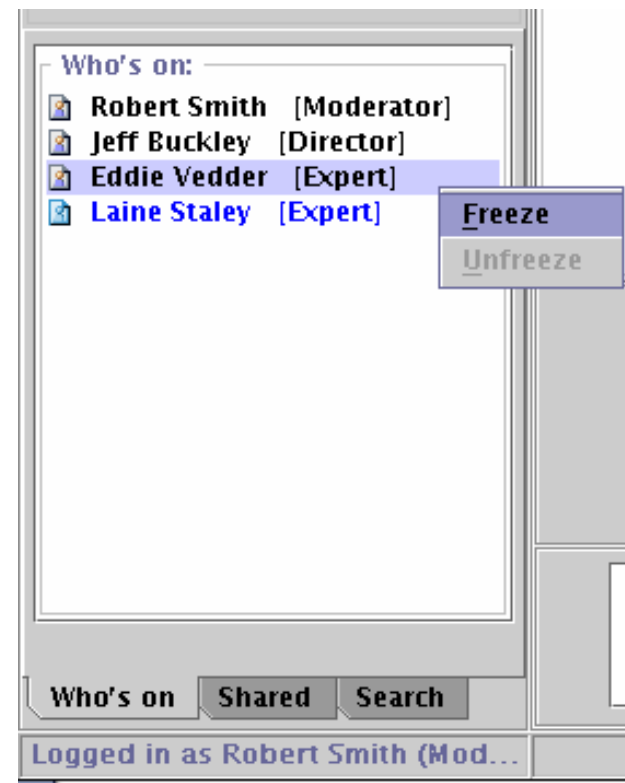 Who's on:
Robert Smith [Moderator]
Jeff Buckley [Director]
Eddie Vedder [Expert]
Laine Staley [Expert]
Freeze
Unfreeze
Who's on Shared Search
Logged in as Robert Smith (Mod...